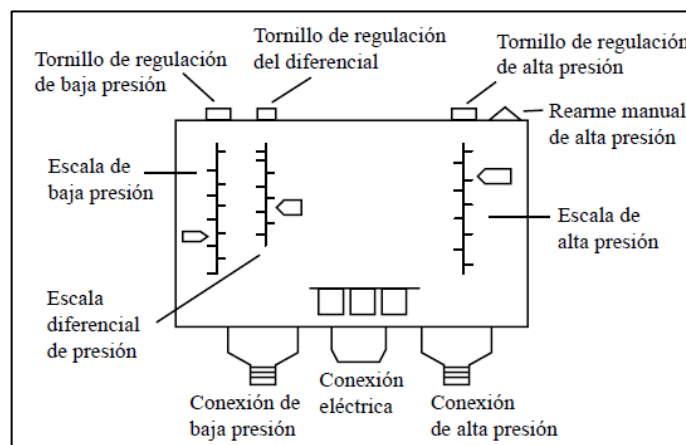 Tornillo de regulación
de baja presión
Tornillo de regulación
del diferencial
Tornillo de regulación
de alta presión
Rearme manual
de alta presión
Escala de
baja presión
Escala de
alta presión
Escala
diferencial
de presión
Conexión de
baja presión
Conexión
eléctrica
Conexión
de alta presión